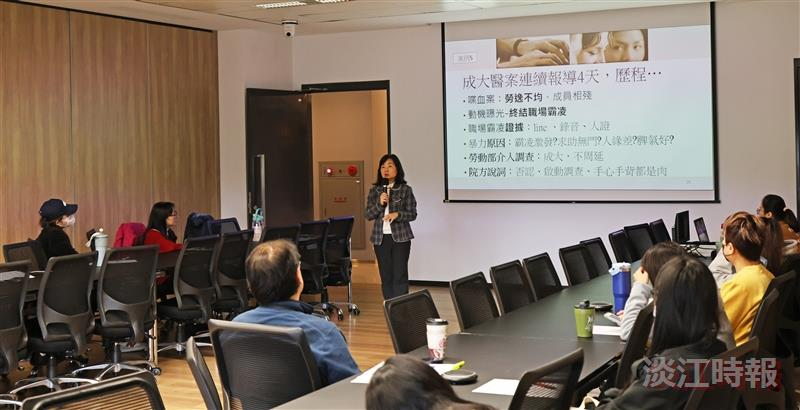 成大醫案連續報導4天，歷程…
•喋血案：勞逸不均、成員相殘
•動機曝光-終結職場霸凌
•職場霸凌證據：line 、錄音、人證
•暴力原因：霸凌激發?求助無門?人緣差?脾氣好?
•勞動部介入調查：成大，不周延
•院方說詞：否認、啟動調查、手心手背都是肉
淡江時報